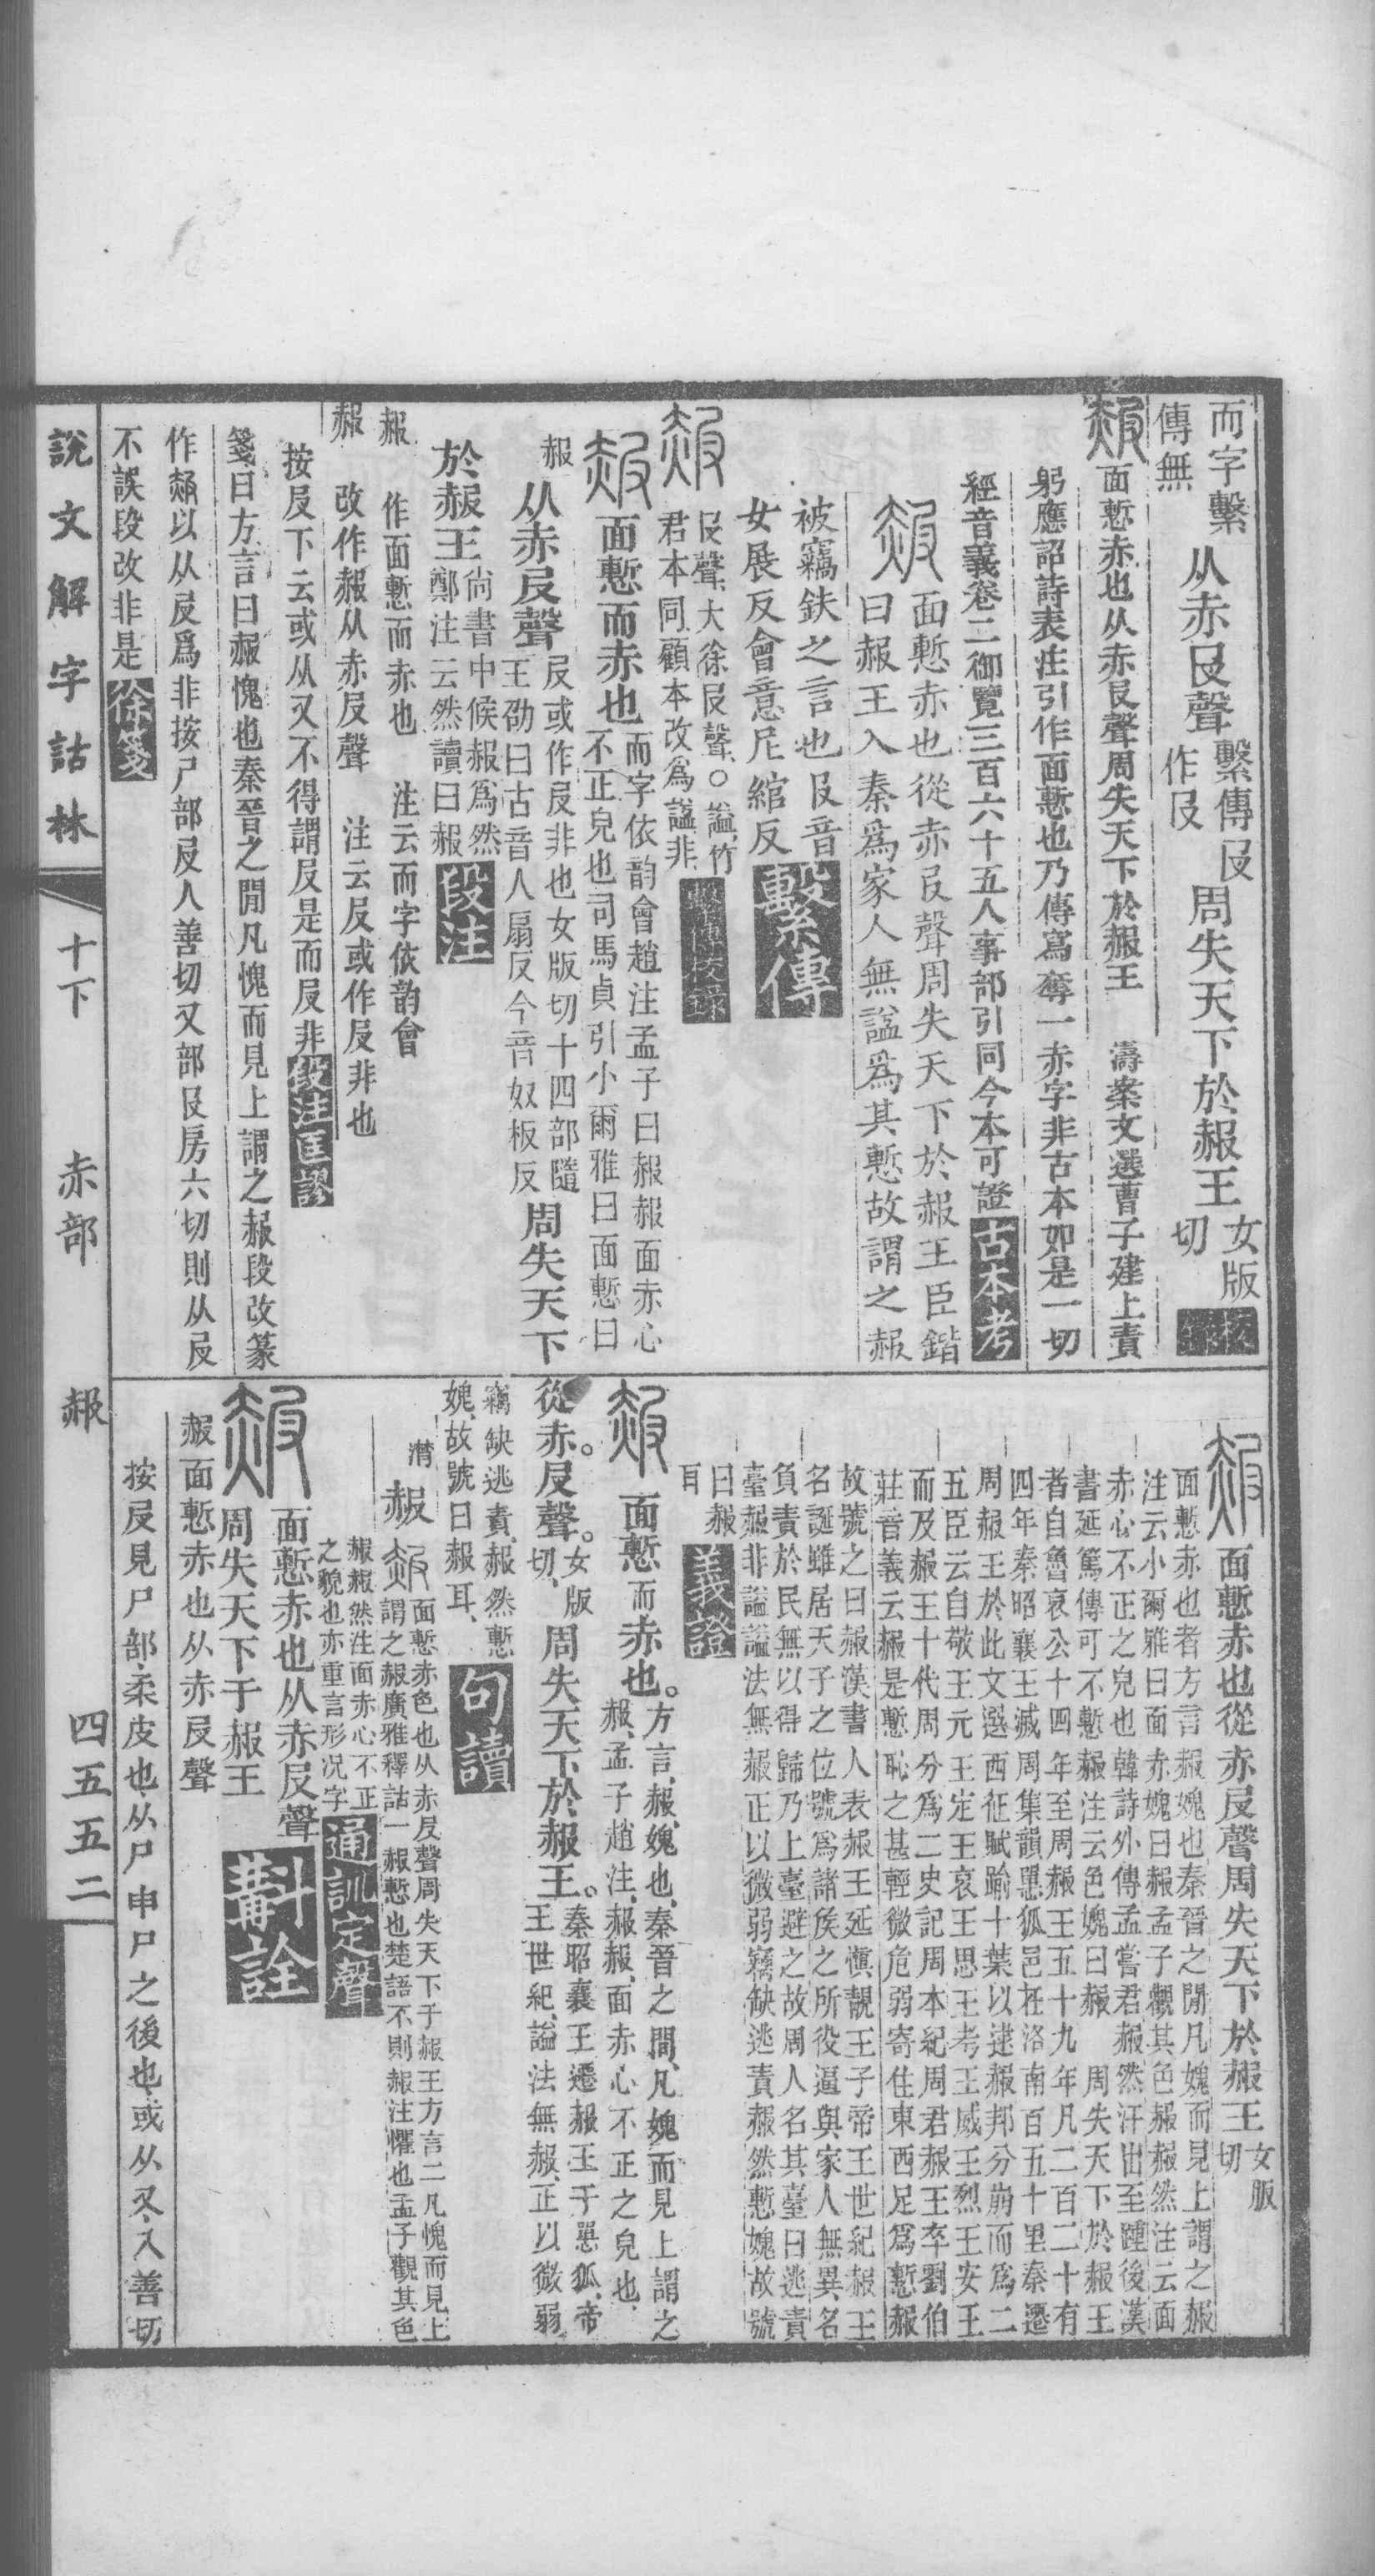 而字繫
傳無
从赤𠬝聲
繫傳𠬝
作𠬝
周失天下於赧王
女版
切
校錄
面慙赤也从赤𠬝聲周失天下於赧王　濤案文選曹子建上責
躬應詔詩表注引作面慙也乃傳寫奪一赤字非古本如是一切
經音義卷二御覽三百六十五人事部引同今本可證
古本考
面慙赤也從赤𠬝聲周失天下於赧王臣鍇
曰赧王入秦爲家人無謚爲其慙故謂之赧
被竊鈇之言也𠬝音
女展反會意尼綰反
繫傳
𠬝聲大徐𠬝聲○謚竹
君本同顧本改爲諡非
繫傳校錄
面慙而赤也
而字依韵會趙注孟子曰赧赧面赤心
不正皃也司馬貞引小爾雅曰面慙曰
赧
从赤𠬝聲
𠬝或作𠬝非也女版切十四部隨
王劭曰古音人扇反今音奴板反
周失天下
於赧王
尙書中候赧爲然
鄭注云然讀曰赧
段注
赧　作面慙而赤也　注云而字依韵會
赧　改作赧从赤𠬝聲　注云𠬝或作𠬝非也
按𠬝下云或从又不得謂𠬝是而𠬝非
段注匡謬
箋曰方言曰赧愧也秦晉之閒凡愧而見上謂之赧段改篆
作赧以从𠬝爲非按尸部𠬝人善切又部𠬝房六切則从𠬝
不誤段改非是
徐箋
面慙赤也從赤𠬝聲周失天下於赧王
女版
切
面慙赤也者方言赧媿也秦晉之閒凡媿而見上謂之赧
注云小爾雅曰面赤媿曰赧孟子觀其色赧赧然注云面
赤心不正之皃也韓詩外傳孟嘗君赧然汗出至踵後漢
書延篤傳可不慙赧注云色媿曰赧　周失天下於赧王
者自魯哀公十四年至周赧王五十九年凡二百二十有
四年秦昭襄王滅周集韻𢠵狐邑在洛南百五十里秦遷
周赧王於此文選西征賦踰十葉以逮赧邦分崩而爲二
五臣云自敬王元王定王哀王思王考王威王烈王安王
而及赧王十代周分爲二史記周本紀周君赧王卒劉伯
莊音義云赧是慙恥之甚輕微危弱寄住東西足爲慙赧
故號之曰赧漢書人表赧王延愼靚王子帝王世紀赧王
名誕雖居天子之位號爲諸侯之所役逼與家人無異名
負責於民無以得歸乃上臺避之故周人名其臺曰逃責
臺赧非謚謚法無赧正以微弱竊鈌逃責赧然慙媿故號
曰赧
耳
義證
面慙而赤也。
方言、赧、媿也、秦晉之間、凡媿而見上謂之
赧、孟子趙注、赧赧、面赤心不正之皃也、
從赤。𠬝聲。
女版
切、
周失天下於赧王。
秦昭襄王遷赧王于𢠵狐、帝
王世紀、謚法無赧、正以微弱
竊鈌逃責、赧然慙
媿、故號曰赧耳、
句讀
潸
赧
面慙赤色也从赤𠬝聲周失天下于赧王方言二凡愧而見上
謂之赧廣雅釋詁一赧慙也楚語不則赧注懼也孟子觀其色
赧赧然注面赤心不正
之貌也亦重言形况字
通訓定聲
面慙赤也从赤𠬝聲
周失天下于赧王
斠詮
赧面慙赤也从赤𠬝聲
按𠬝見尸部柔皮也从尸申尸之後也或从又、人善切
說文解字詁林
十下
赤部
赧
四五五二